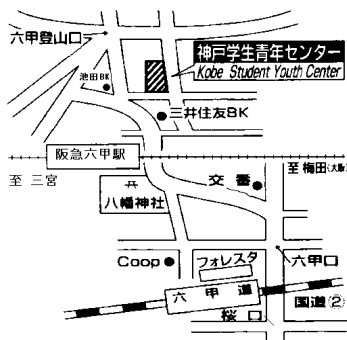 六甲登山口
神戸学生青年センター
Kobe Student Youth Center
池田BK
三井住友BK
阪急六甲駅
至 梅田(大阪)
至 三宮
交番
八幡神社
Coop
フォレスタ
六甲口
六甲道
国道②
桜口